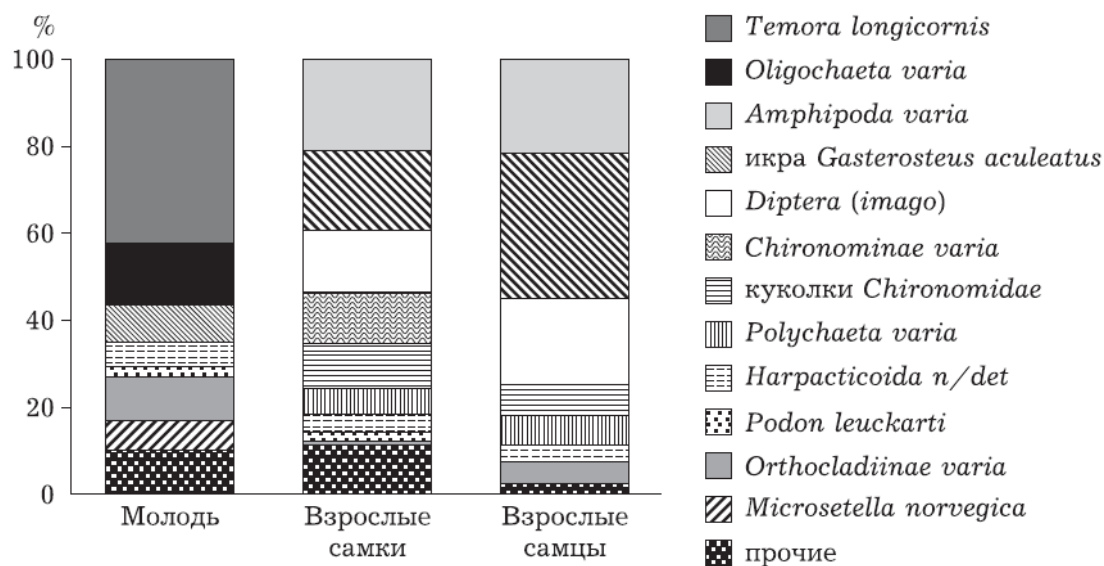 %
100
80
60
40
20
0
Молодь
Взрослые
самки
Взрослые
самцы
Temora longicornis
Oligochaeta varia
Amphipoda varia
икра Gasterosteus aculeatus
Diptera (imago)
Chironominae varia
куколки Chironomidae
Polychaeta varia
Harpacticoida n/det
Podon leuckarti
Orthocladiinae varia
Microsetella norvegica
прочие